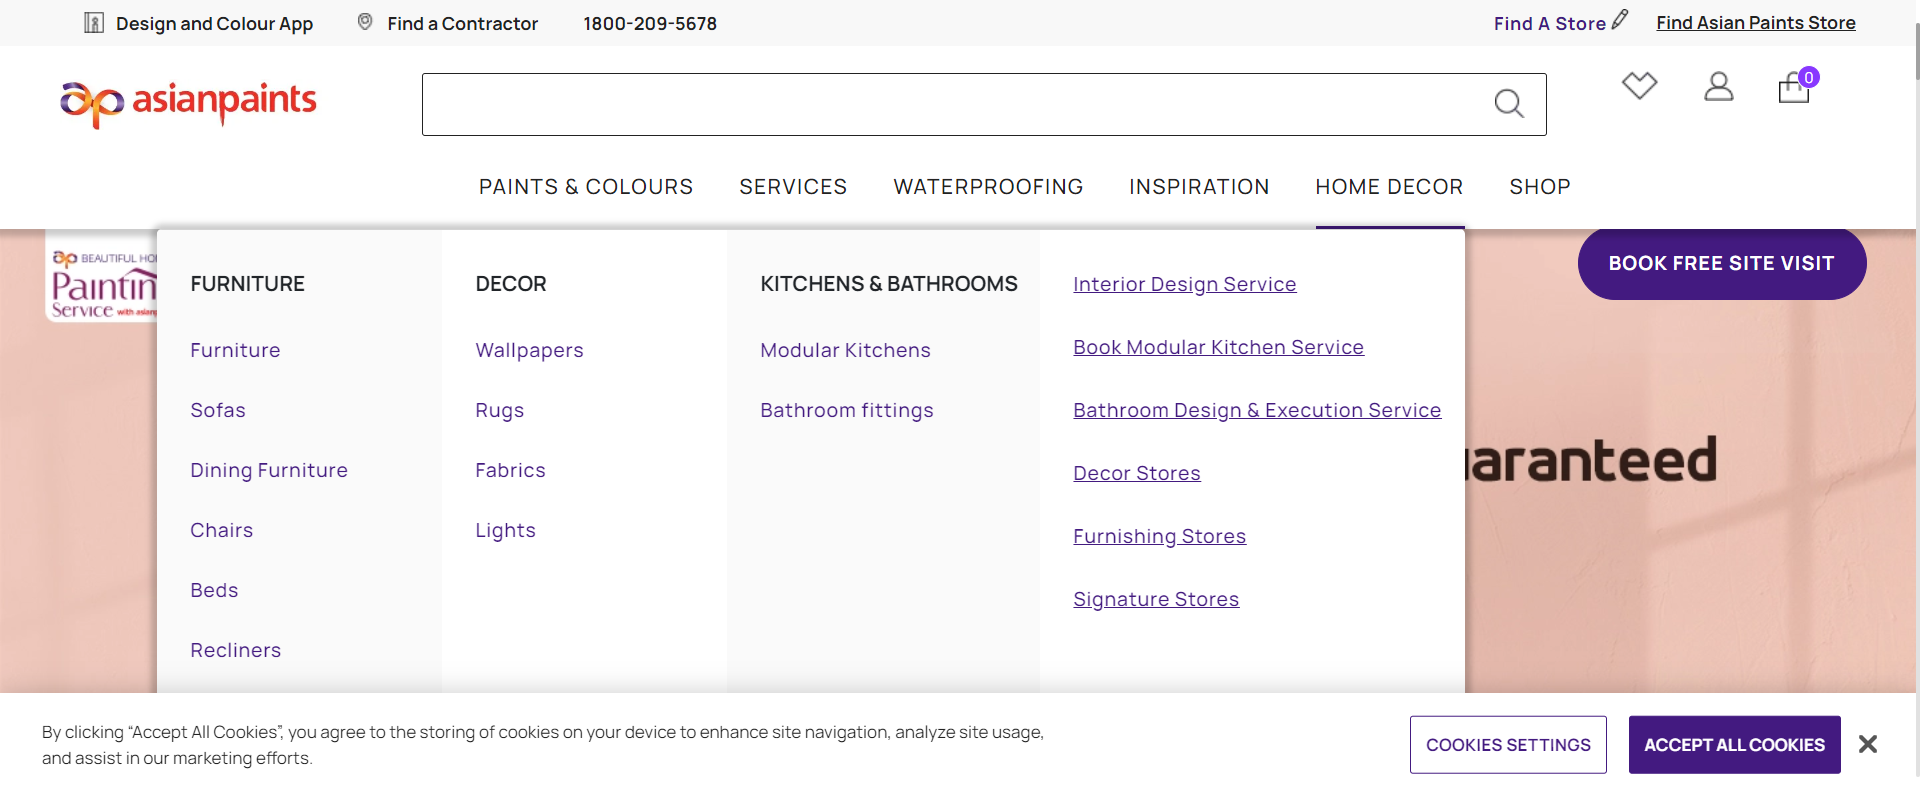 Design and Colour App
Find a Contractor
1800-209-5678
Find A Store
Find Asian Paints Store
asianpaints
0
PAINTS & COLOURS
SERVICES
WATERPROOFING
INSPIRATION
HOME DECOR
SHOP
BEAUTIFUL HO
Paintin
Service with asian
BOOK FREE SITE VISIT
FURNITURE
Furniture
Sofas
Dining Furniture
Chairs
Beds
Recliners
DECOR
Wallpapers
Rugs
Fabrics
Lights
KITCHENS & BATHROOMS
Modular Kitchens
Bathroom fittings
Interior Design Service
Book Modular Kitchen Service
Bathroom Design & Execution Service
Decor Stores
Furnishing Stores
Signature Stores
aranteed
By clicking “Accept All Cookies”, you agree to the storing of cookies on your device to enhance site navigation, analyze site usage,
and assist in our marketing efforts.
COOKIES SETTINGS
ACCEPT ALL COOKIES